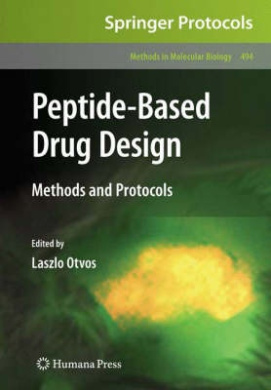 Springer Protocols
Methods in Molecular Biology 494
Peptide-Based
Drug Design
Methods and Protocols
Edited by
Laszlo Otvos
Humana Press